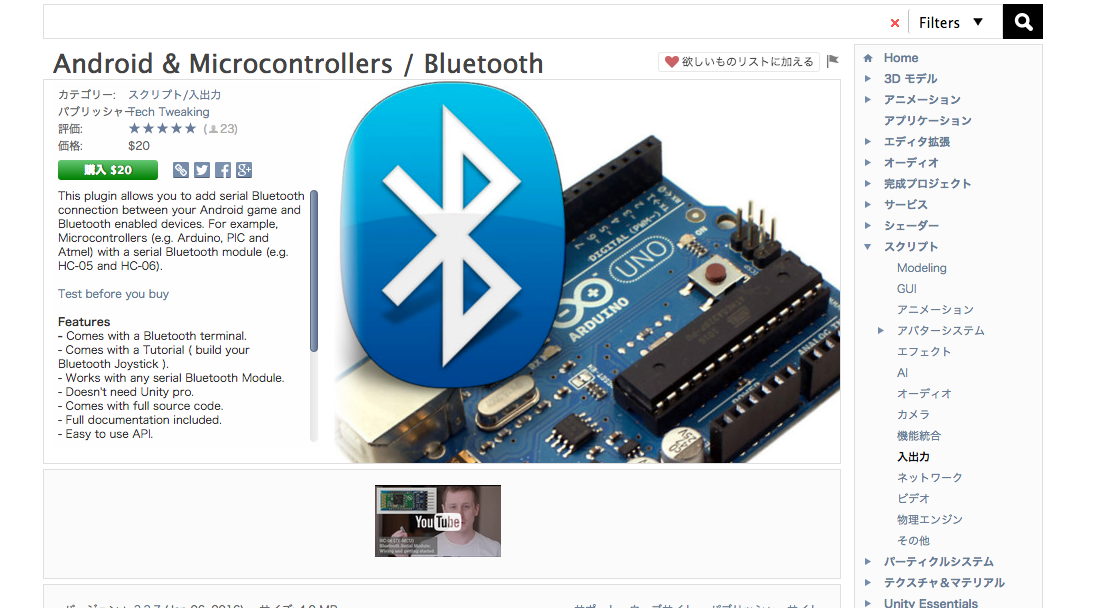 Filters
Android & Microcontrollers / Bluetooth
欲しいものリストに加える
カテゴリー: スクリプト/入出力
パブリッシャー Tech Tweaking
評価: ★★★★★ (23)
価格: $20
購入 $20
This plugin allows you to add serial Bluetooth
connection between your Android game and
Bluetooth enabled devices. For example,
Microcontrollers (e.g. Arduino, PIC and
Atmel) with a serial Bluetooth module (e.g.
HC-05 and HC-06).
Test before you buy
Features
- Comes with a Bluetooth terminal.
- Comes with a Tutorial ( build your
Bluetooth Joystick ).
- Works with any serial Bluetooth Module.
- Doesn't need Unity pro.
- Comes with full source code.
- Full documentation included.
- Easy to use API.
DIGITAL (PWM~)
UNO
ON
ARDUINO
YouTube
Home
3D モデル
アニメーション
アプリケーション
エディタ拡張
オーディオ
完成プロジェクト
サービス
シェーダー
スクリプト
Modeling
GUI
アニメーション
アバターシステム
エフェクト
AI
オーディオ
カメラ
機能統合
入出力
ネットワーク
ビデオ
物理エンジン
その他
パーティクルシステム
テクスチャ＆マテリアル
Unity Essentials